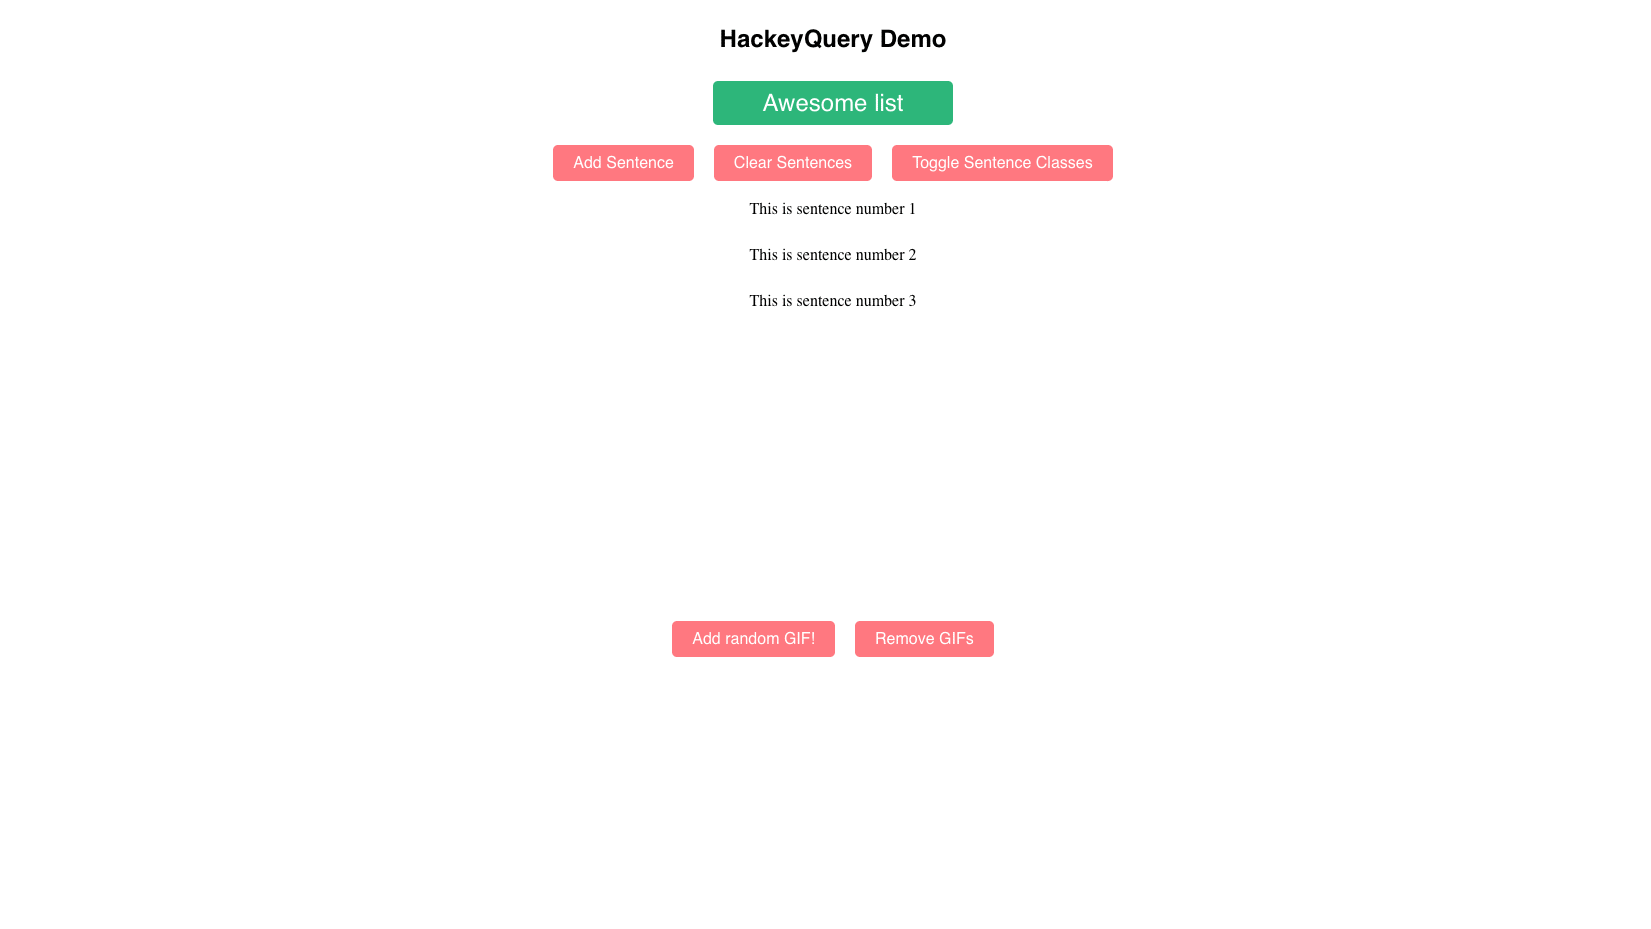 HackeyQuery Demo
Awesome list
Add Sentence Clear Sentences Toggle Sentence Classes
This is sentence number 1
This is sentence number 2
This is sentence number 3
Add random GIF! Remove GIFs